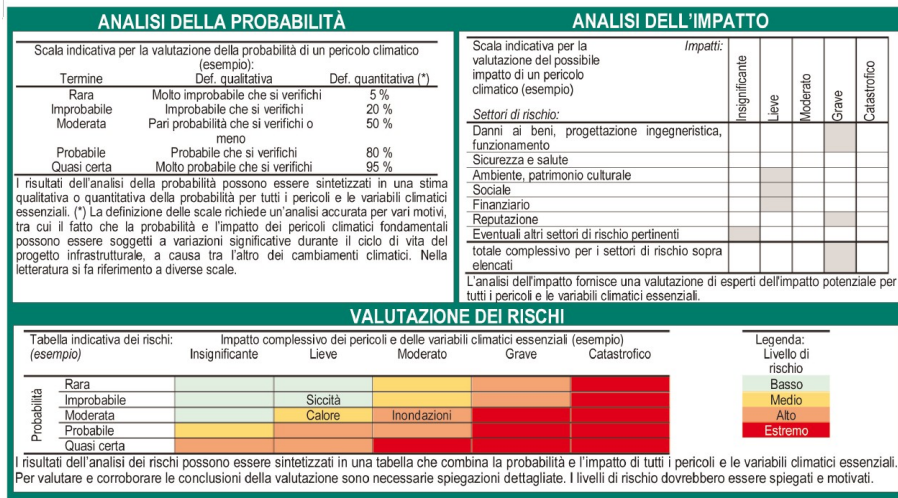 ANALISI DELLA PROBABILITÀ
Scala indicativa per la valutazione della probabilità di un pericolo climatico
(esempio):
Termine Def. qualitativa Def. quantitativa (*)
Rara Molto improbabile che si verifichi 5 %
Improbabile Improbabile che si verifichi 20 %
Moderata Pari probabilità che si verifichi o 50 %
meno
Probabile Probabile che si verifichi 80 %
Quasi certa Molto probabile che si verifichi 95 %
I risultati dell'analisi della probabilità possono essere sintetizzati in una stima
qualitativa o quantitativa della probabilità per tutti i pericoli e le variabili climatici
essenziali. (*) La definizione delle scale richiede un'analisi accurata per vari motivi,
tra cui il fatto che la probabilità e l'impatto dei pericoli climatici fondamentali
possono essere soggetti a variazioni significative durante il ciclo di vita del
progetto infrastrutturale, a causa tra l'altro dei cambiamenti climatici. Nella
letteratura si fa riferimento a diverse scale.
ANALISI DELL'IMPATTO
Scala indicativa per la Impatti:
valutazione del possibile
impatto di un pericolo
climatico (esempio)
Insignificante
Lieve
Moderato
Grave
Catastrofico
Settori di rischio:
Danni ai beni, progettazione ingegneristica,
funzionamento
Sicurezza e salute
Ambiente, patrimonio culturale
Sociale
Finanziario
Reputazione
Eventuali altri settori di rischio pertinenti
totale complessivo per i settori di rischio sopra
elencati
L'analisi dell'impatto fornisce una valutazione di esperti dell'impatto potenziale per
tutti i pericoli e le variabili climatici essenziali.
VALUTAZIONE DEI RISCHI
Tabella indicativa dei rischi: Impatto complessivo dei pericoli e delle variabili climatici essenziali (esempio)
(esempio) Insignificante Lieve Moderato Grave Catastrofico
Probabilità
Rara
Improbabile Siccità
Moderata Calore Inondazioni
Probabile
Quasi certa
Legenda:
Livello di
rischio
Basso
Medio
Alto
Estremo
I risultati dell'analisi dei rischi possono essere sintetizzati in una tabella che combina la probabilità e l'impatto di tutti i pericoli e le variabili climatici essenziali.
Per valutare e corroborare le conclusioni della valutazione sono necessarie spiegazioni dettagliate. I livelli di rischio dovrebbero essere spiegati e motivati.